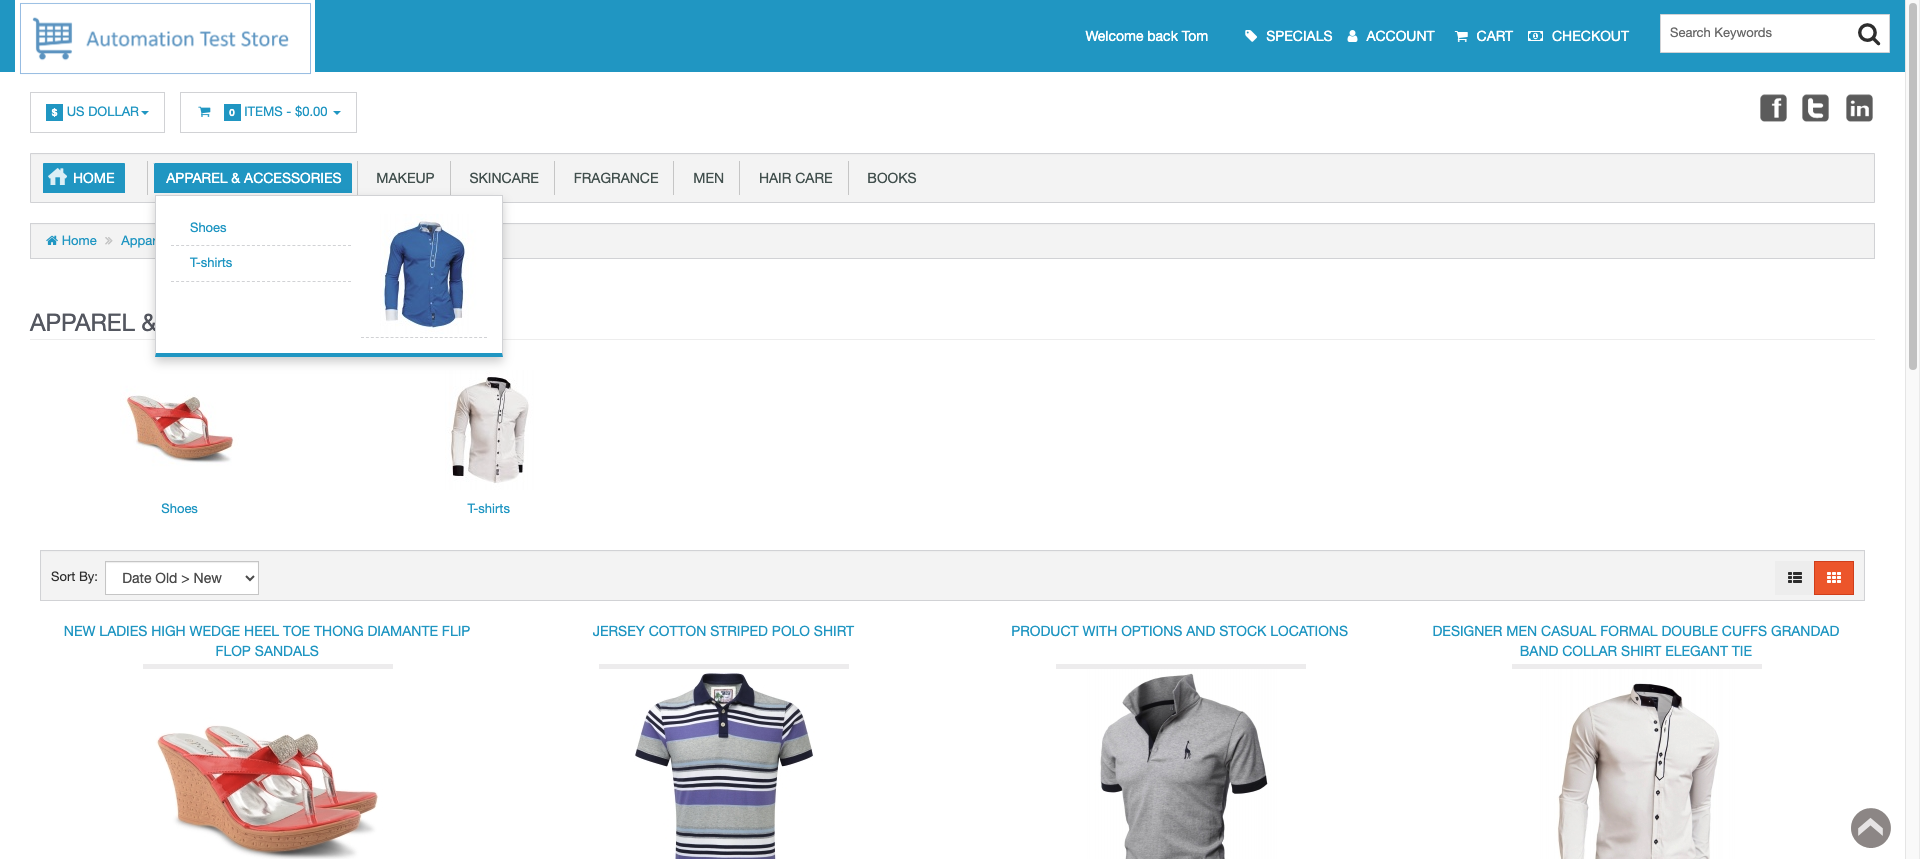 Automation Test Store
Welcome back Tom
SPECIALS
ACCOUNT
CART
CHECKOUT
Search Keywords
$ US DOLLAR
0 ITEMS - $0.00
f
t
in
HOME
APPAREL & ACCESSORIES
MAKEUP
SKINCARE
FRAGRANCE
MEN
HAIR CARE
BOOKS
Shoes
T-shirts
Home
Appar
APPAREL &
Shoes
T-shirts
Sort By:
Date Old > New
NEW LADIES HIGH WEDGE HEEL TOE THONG DIAMANTE FLIP
FLOP SANDALS
JERSEY COTTON STRIPED POLO SHIRT
PRODUCT WITH OPTIONS AND STOCK LOCATIONS
DESIGNER MEN CASUAL FORMAL DOUBLE CUFFS GRANDAD
BAND COLLAR SHIRT ELEGANT TIE